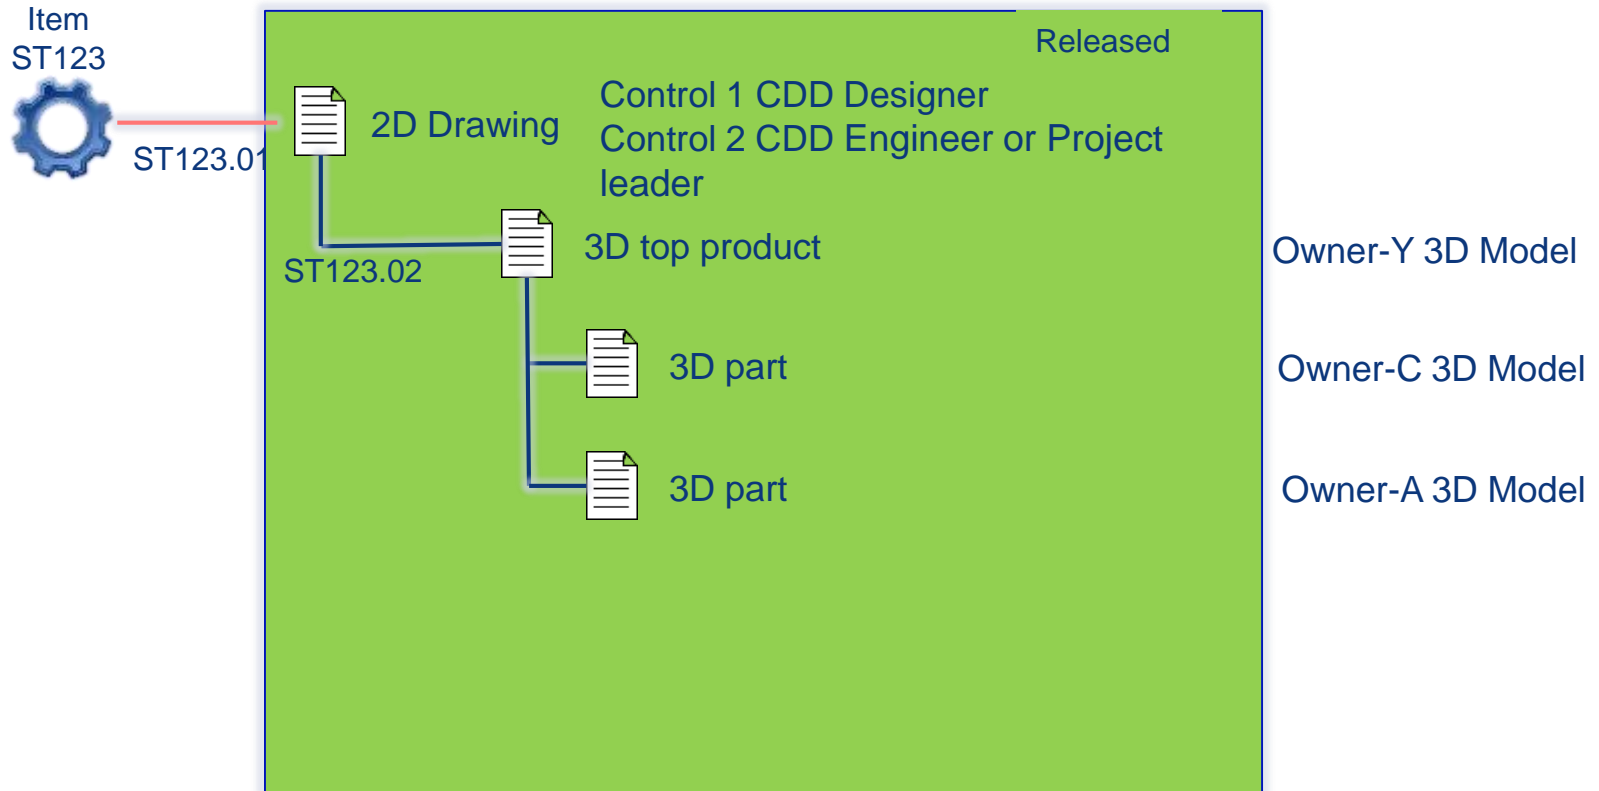 Item
ST123
Released
Control 1 CDD Designer
2D Drawing
Control 2 CDD Engineer or Project
leader
ST123.01
3D top product
Owner-Y 3D Model
ST123.02
3D part
Owner-C 3D Model
3D part
Owner-A 3D Model